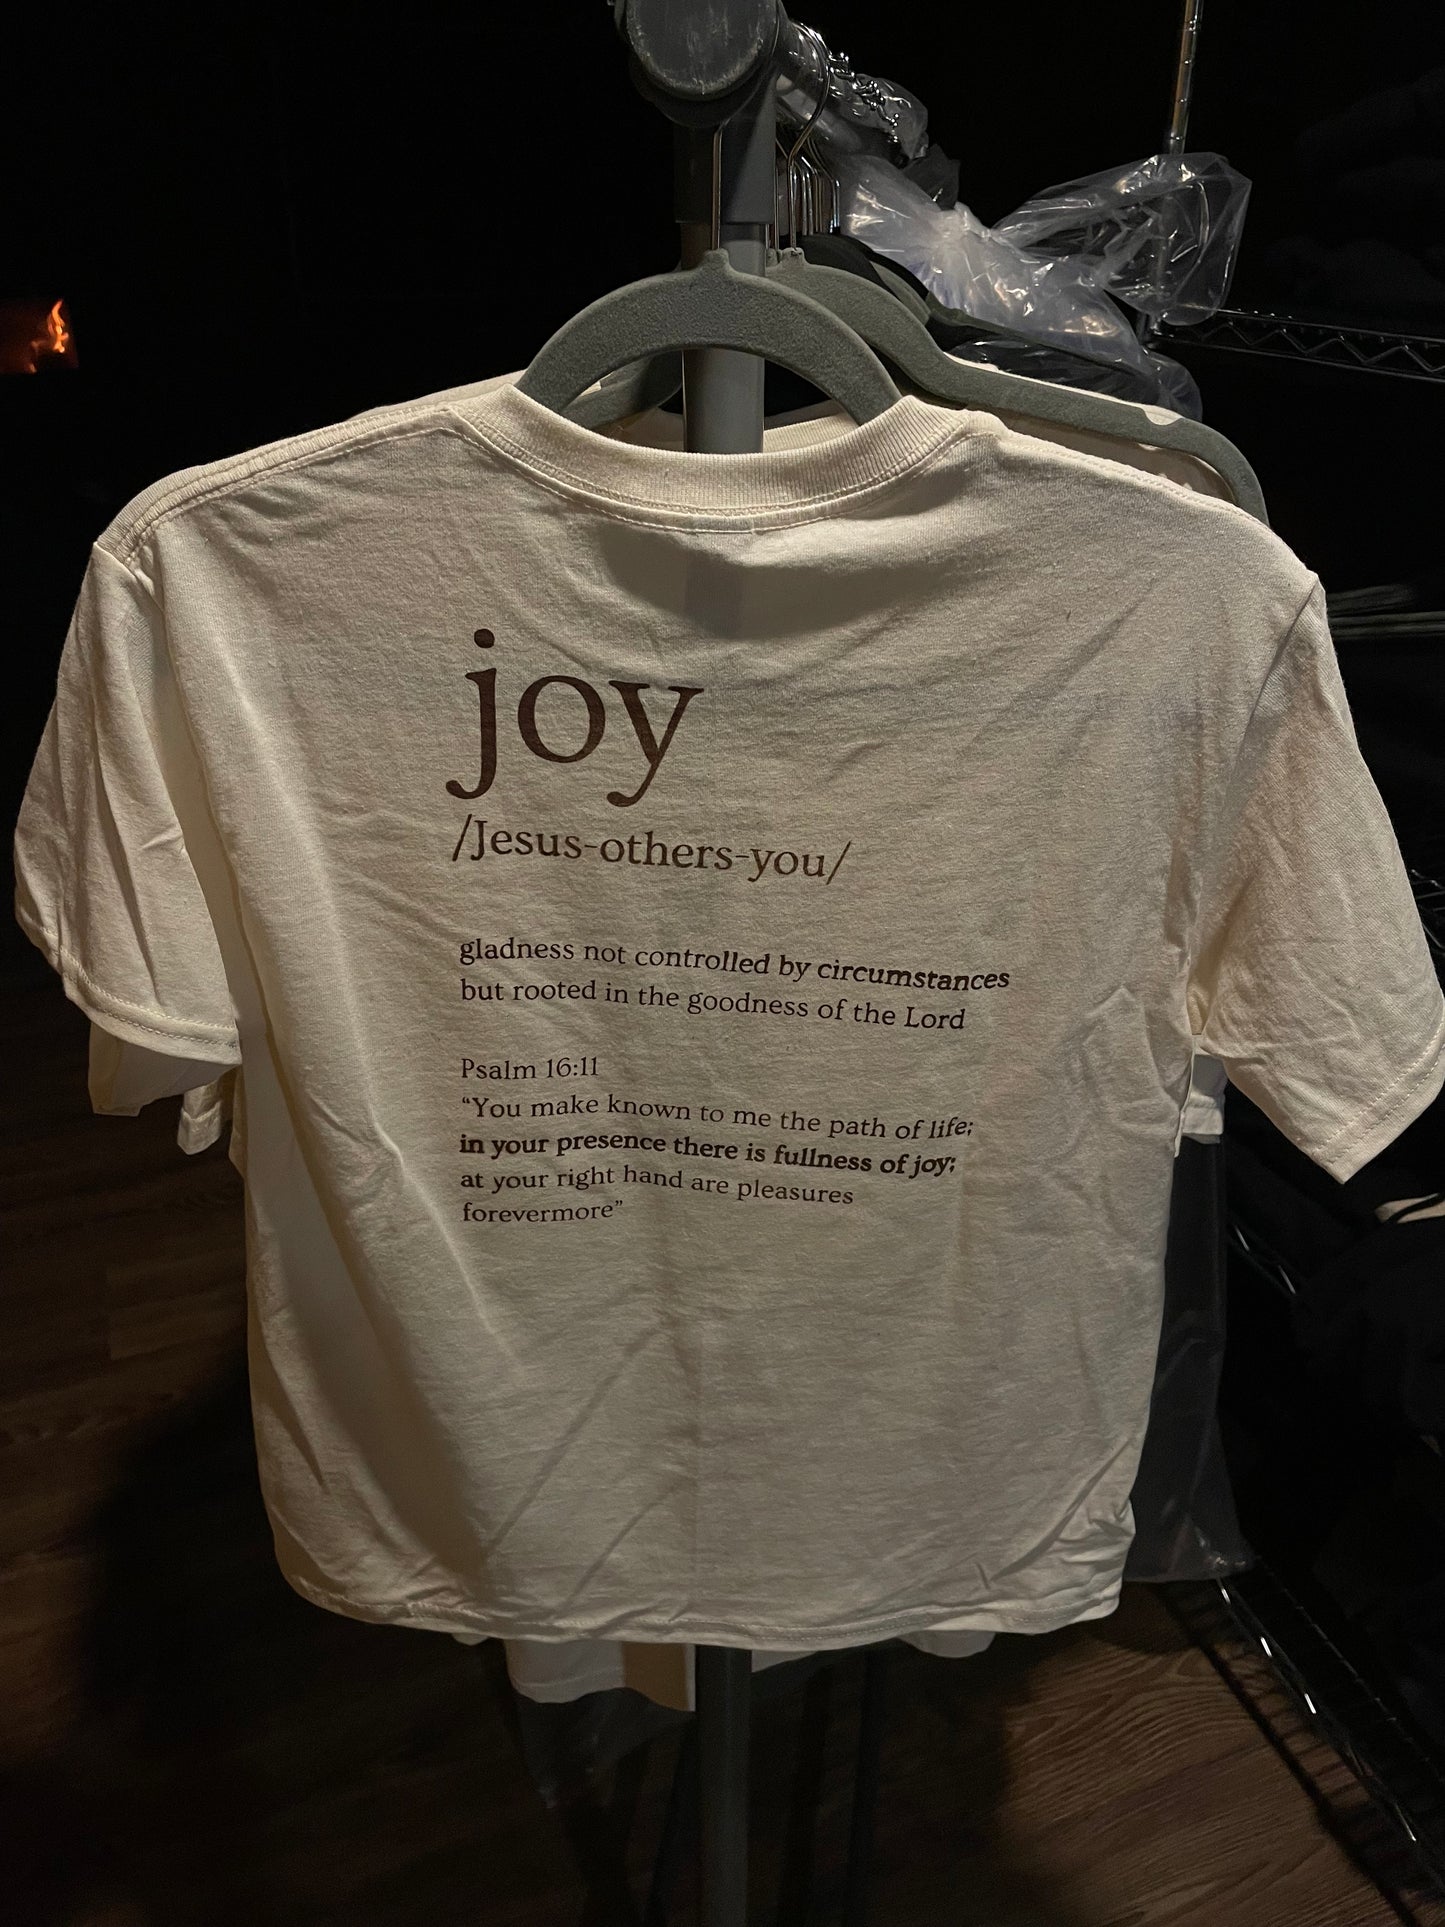 joy
/Jesus-others-you/
gladness not controlled by circumstances
but rooted in the goodness of the Lord
Psalm 16:11
“You make known to me the path of life;
in your presence there is fullness of joy;
at your right hand are pleasures
forevermore”